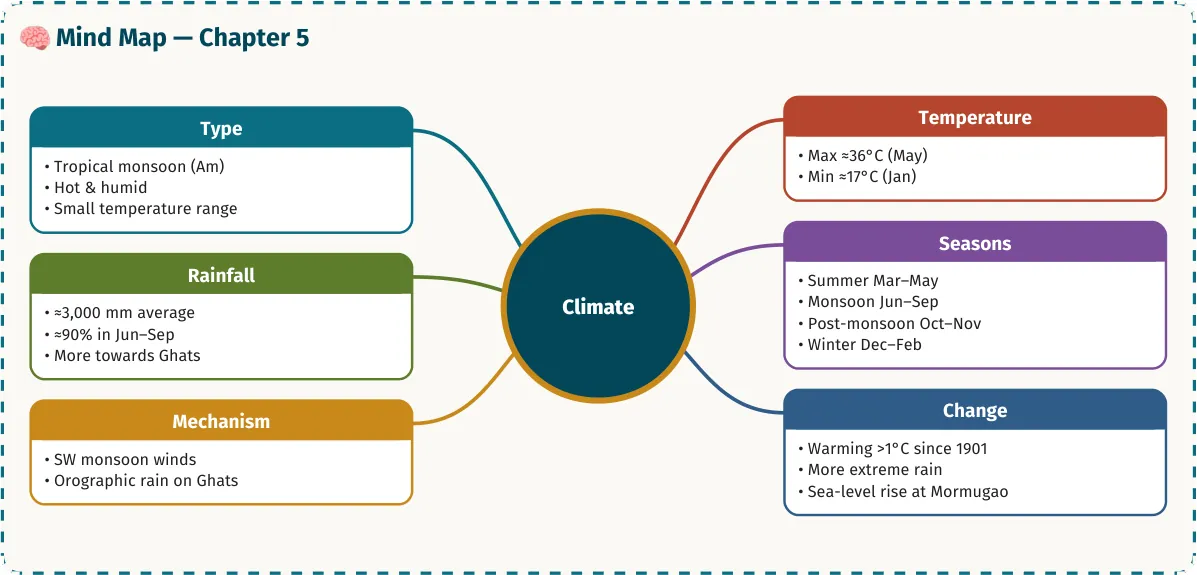 🧠 Mind Map — Chapter 5
Type
• Tropical monsoon (Am)
• Hot & humid
• Small temperature range
Rainfall
• ≈3,000 mm average
• ≈90% in Jun–Sep
• More towards Ghats
Mechanism
• SW monsoon winds
• Orographic rain on Ghats
Climate
Temperature
• Max ≈36°C (May)
• Min ≈17°C (Jan)
Seasons
• Summer Mar–May
• Monsoon Jun–Sep
• Post-monsoon Oct–Nov
• Winter Dec–Feb
Change
• Warming >1°C since 1901
• More extreme rain
• Sea-level rise at Mormugao